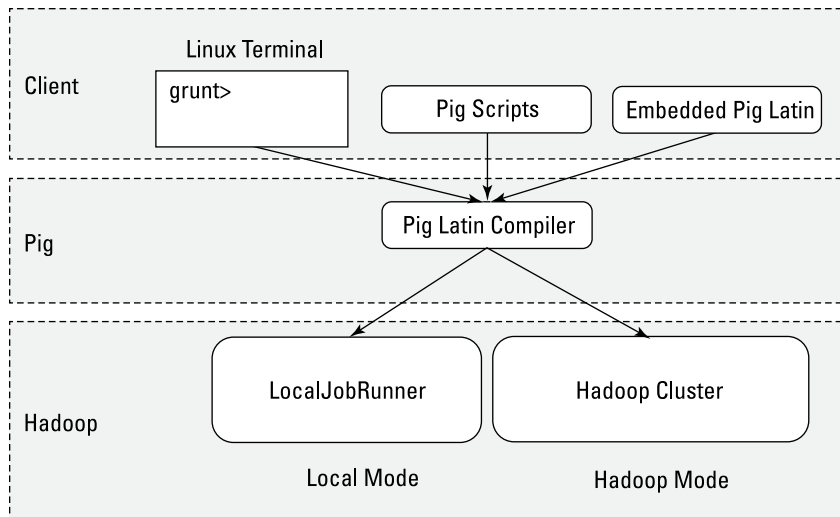 Linux Terminal
Client
grunt>
Pig Scripts
Embedded Pig Latin
Pig Latin Compiler
Pig
LocalJobRunner
Hadoop Cluster
Hadoop
Local Mode
Hadoop Mode